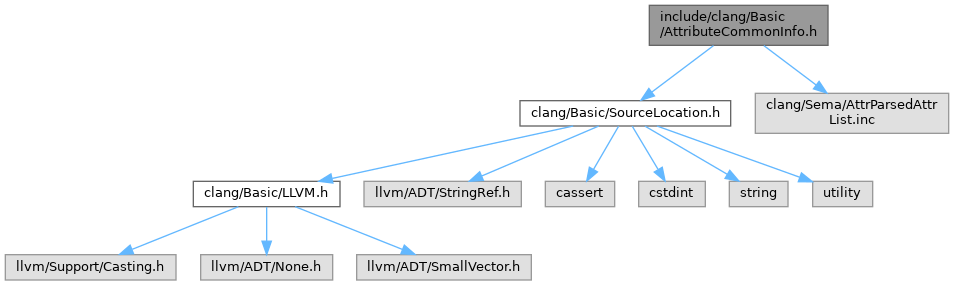 include/clang/Basic
/AttributeCommonInfo.h
clang/Basic/SourceLocation.h
clang/Sema/AttrParsedAttr
List.inc
clang/Basic/LLVM.h
llvm/ADT/StringRef.h
cassert
cstdint
string
utility
llvm/Support/Casting.h
llvm/ADT/None.h
llvm/ADT/SmallVector.h